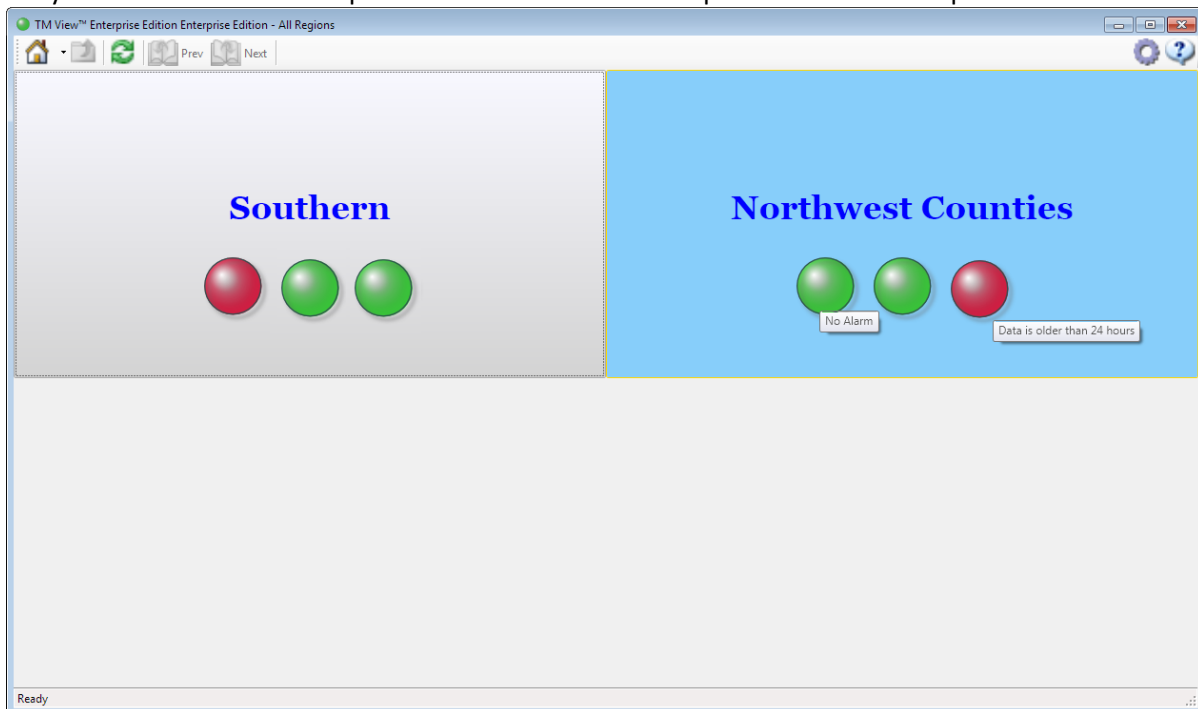 TM View™ Enterprise Edition Enterprise Edition - All Regions
Prev Next
Southern
Northwest Counties
No Alarm
Data is older than 24 hours
Ready